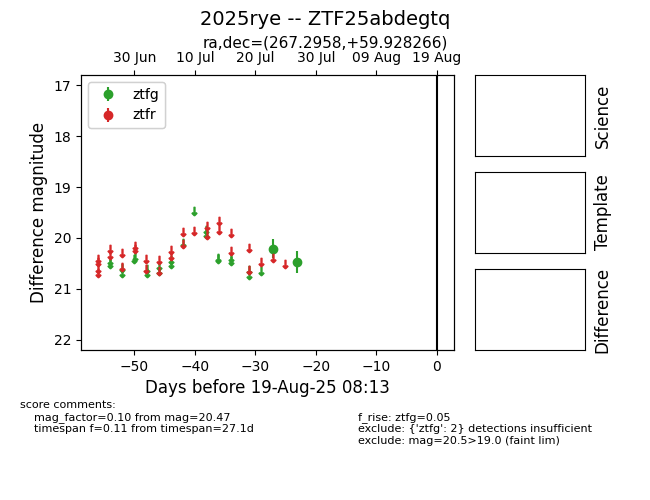 2025rye -- ZTF25abdegtq
ra,dec=(267.2958,+59.928266)
30 Jun 10 Jul 20 Jul 30 Jul 09 Aug 19 Aug
ztfg
ztfr
17
18
19
20
21
22
Difference magnitude
−50 −40 −30 −20 −10 0
Days before 19-Aug-25 08:13
Science
Template
Difference
score comments:
mag_factor=0.10 from mag=20.47
timespan f=0.11 from timespan=27.1d
f_rise: ztfg=0.05
exclude: {'ztfg': 2} detections insufficient
exclude: mag=20.5>19.0 (faint lim)